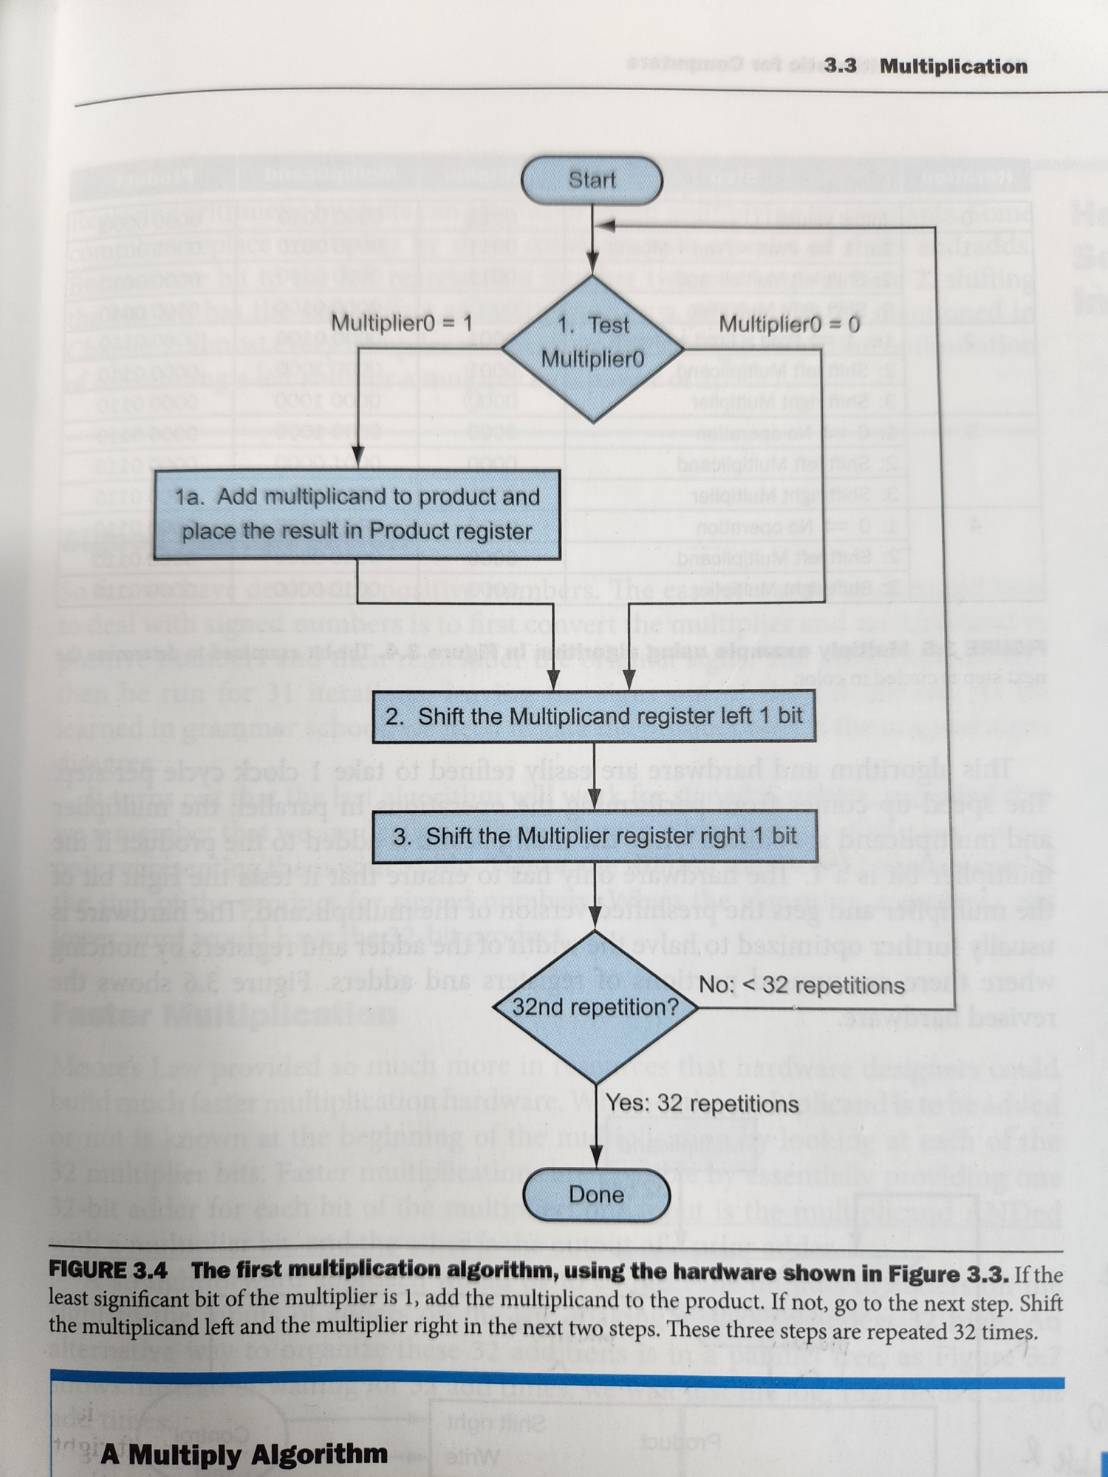 3.3 Multiplication
Start
1. Test
Multiplier0
Multiplier0 = 1
Multiplier0 = 0
1a. Add multiplicand to product and
place the result in Product register
2. Shift the Multiplicand register left 1 bit
3. Shift the Multiplier register right 1 bit
32nd repetition?
No: < 32 repetitions
Yes: 32 repetitions
Done
FIGURE 3.4 The first multiplication algorithm, using the hardware shown in Figure 3.3. If the
least significant bit of the multiplier is 1, add the multiplicand to the product. If not, go to the next step. Shift
the multiplicand left and the multiplier right in the next two steps. These three steps are repeated 32 times.
A Multiply Algorithm